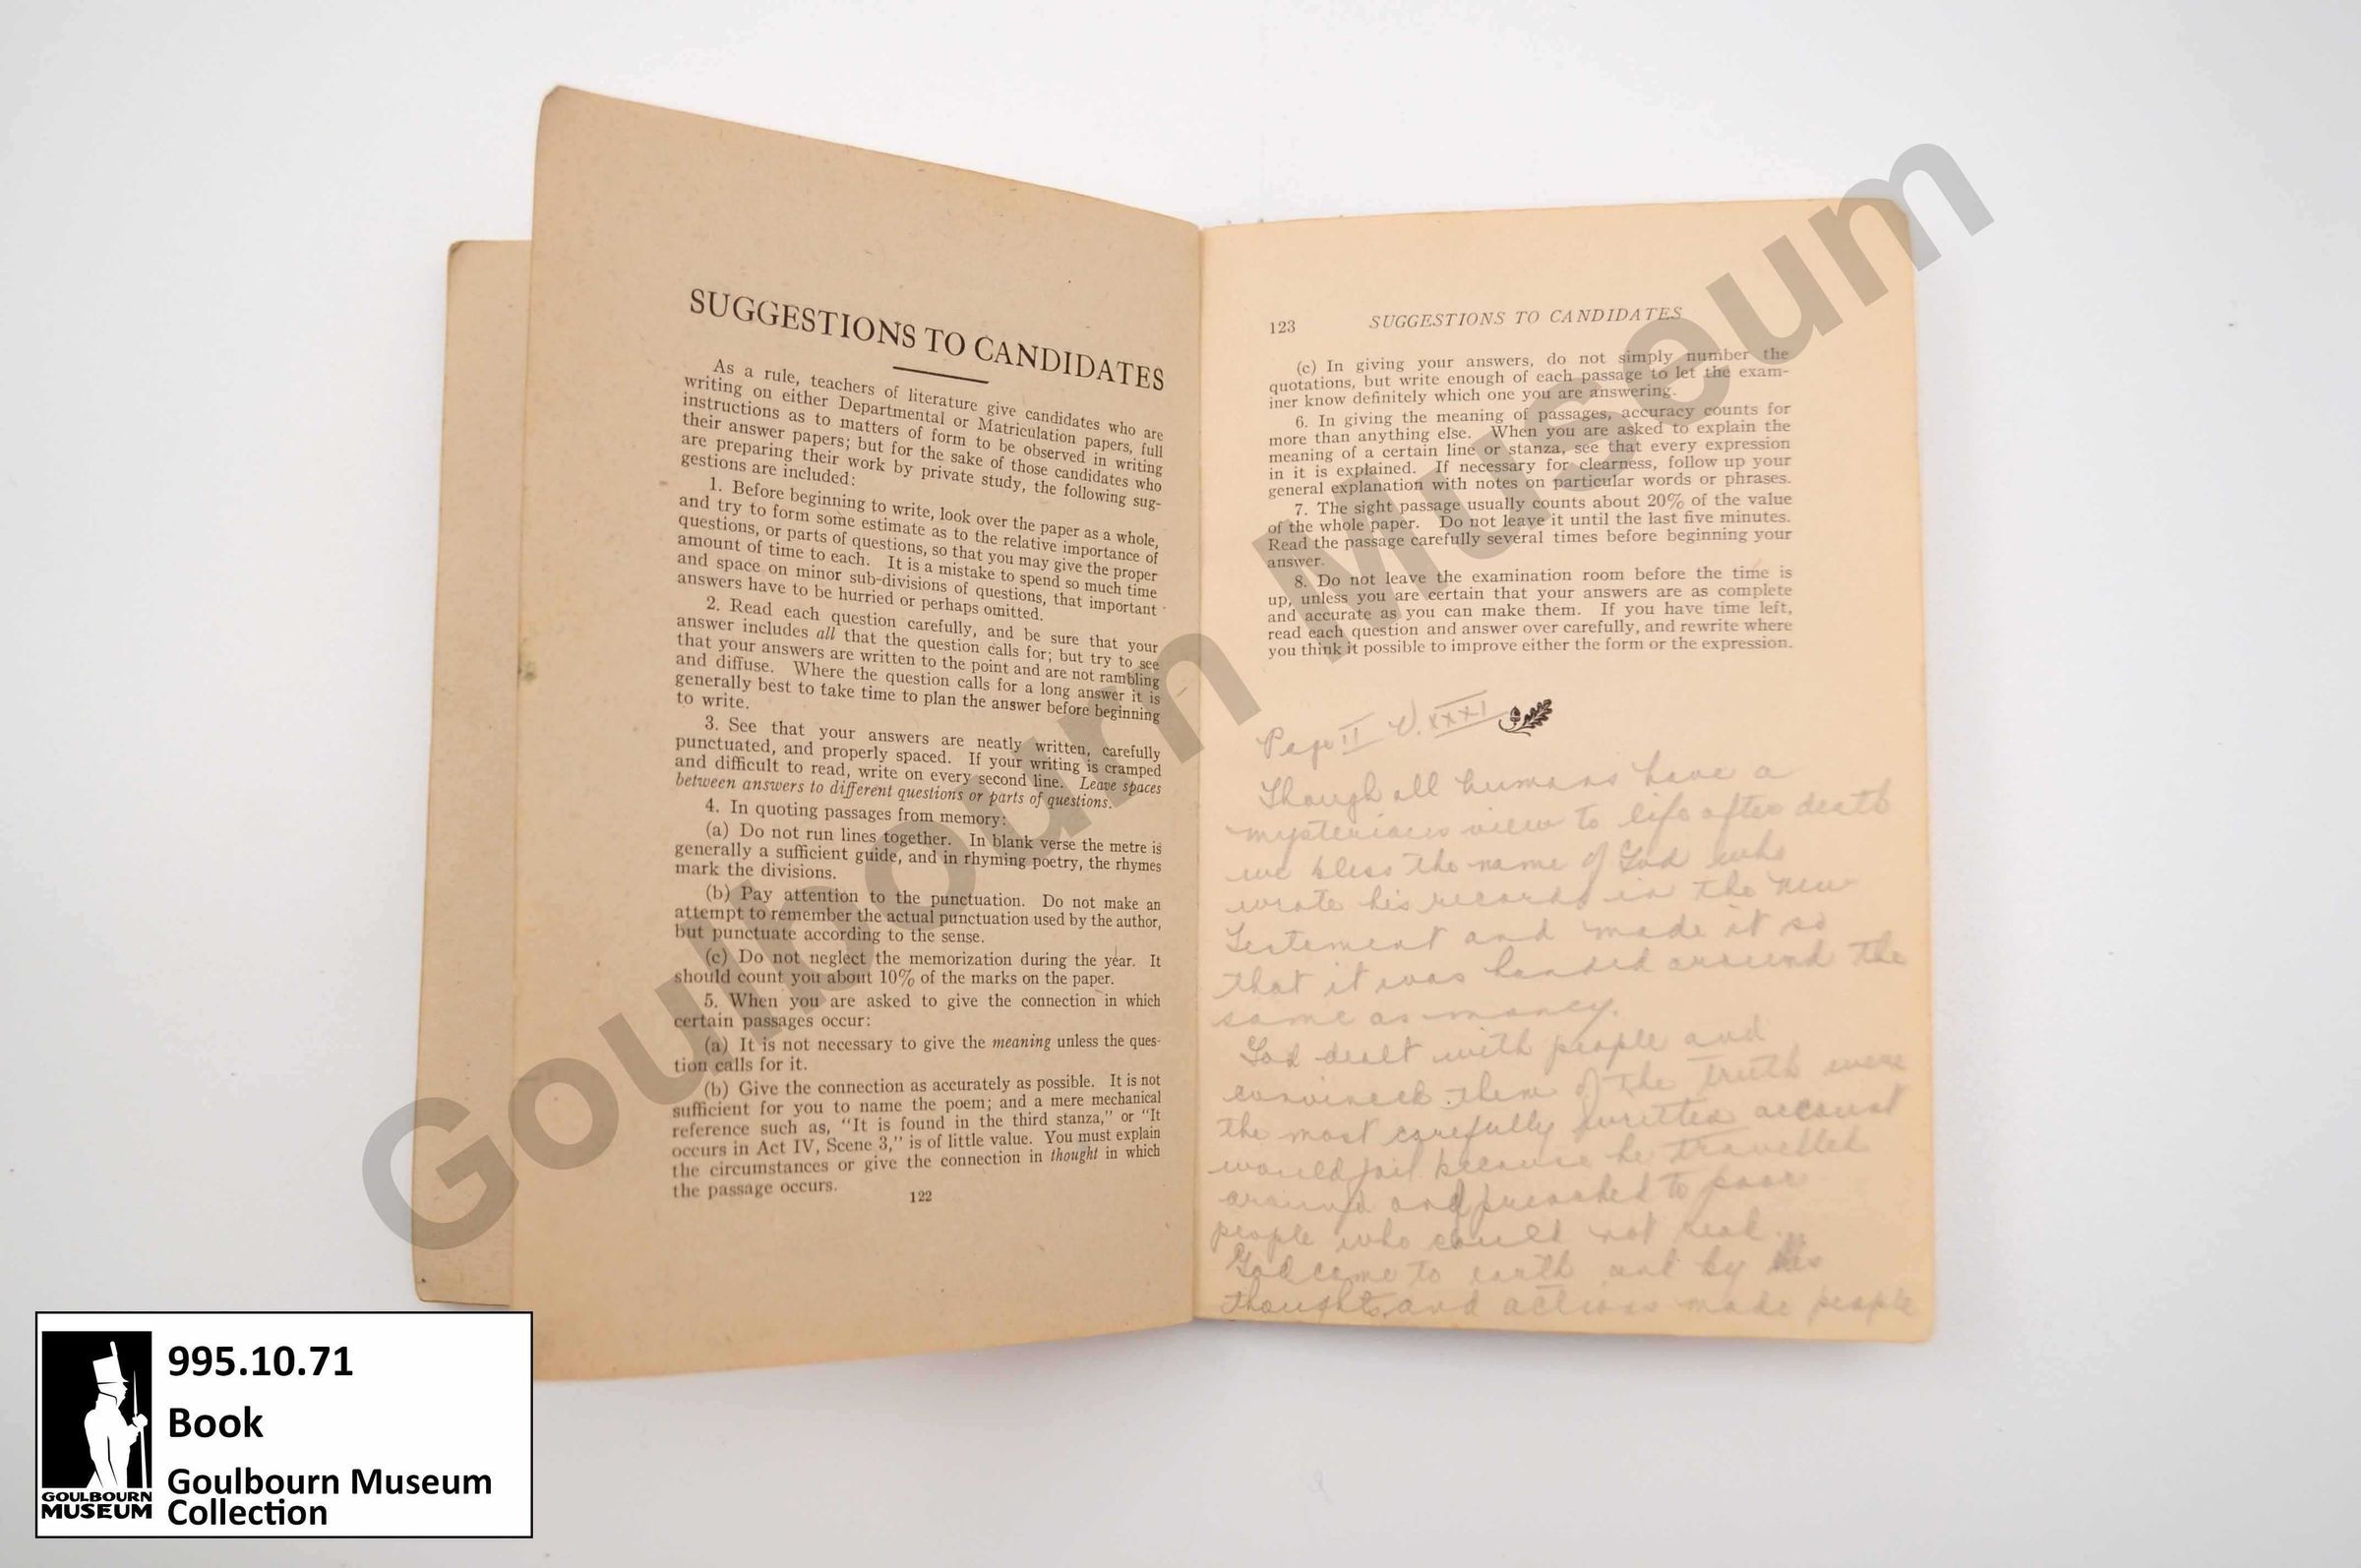 SUGGESTIONS TO CANDIDATES
As a rule, teachers of literature give candidates who are
writing on either Departmental or Matriculation papers, full
instructions as to matters of form to be observed in writing
their answer papers; but for the sake of those candidates who
are preparing their work by private study, the following sug-
gestions are included:
1. Before beginning to write, look over the paper as a whole,
and try to form some estimate as to the relative importance of
questions, or parts of questions, so that you may give the proper
amount of time to each. It is a mistake to spend so much time
and space on minor sub-divisions of questions, that important
answers have to be hurried or perhaps omitted.
2. Read each question carefully, and be sure that your
answer includes all that the question calls for; but try to see
that your answers are written to the point and are not rambling
and diffuse. Where the question calls for a long answer it is
generally best to take time to plan the answer before beginning
to write.
3. See that your answers are neatly written, carefully
punctuated, and properly spaced. If your writing is cramped
and difficult to read, write on every second line. Leave spaces
between answers to different questions or parts of questions.
4. In quoting passages from memory:
(a) Do not run lines together. In blank verse the metre is
generally a sufficient guide, and in rhyming poetry, the rhymes
mark the divisions.
(b) Pay attention to the punctuation. Do not make an
attempt to remember the actual punctuation used by the author,
but punctuate according to the sense.
(c) Do not neglect the memorization during the year. It
should count you about 10% of the marks on the paper.
5. When you are asked to give the connection in which
certain passages occur:
(a) It is not necessary to give the meaning unless the ques-
tion calls for it.
(b) Give the connection as accurately as possible. It is not
sufficient for you to name the poem; and a mere mechanical
reference such as, "It is found in the third stanza," or "It
occurs in Act IV, Scene 3," is of little value. You must explain
the circumstances or give the connection in thought in which
the passage occurs.
122
123 SUGGESTIONS TO CANDIDATES
(c) In giving your answers, do not simply number the
quotations, but write enough of each passage to let the exam-
iner know definitely which one you are answering.
6. In giving the meaning of passages, accuracy counts for
more than anything else. When you are asked to explain the
meaning of a certain line or stanza, see that every expression
in it is explained. If necessary for clearness, follow up your
general explanation with notes on particular words or phrases.
7. The sight passage usually counts about 20% of the value
of the whole paper. Do not leave it until the last five minutes.
Read the passage carefully several times before beginning your
answer.
8. Do not leave the examination room before the time is
up, unless you are certain that your answers are as complete
and accurate as you can make them. If you have time left,
read each question and answer over carefully, and rewrite where
you think it possible to improve either the form or the expression.
Page II V. XXXI
Though all humans have a
mysterious view to life after death
we bless the name of God who
wrote his records in the New
Testement and made it so
that it was handed around the
same as money.
God dealt with people and
convinced them of the truth were
the most carefully written account
would fail because he travelled
around and preached to poor
people who could not read.
God came to earth and by his
thoughts and actions made people
Goulbourn Museum
995.10.71
Book
Goulbourn Museum
Collection
GOULBOURN
MUSEUM